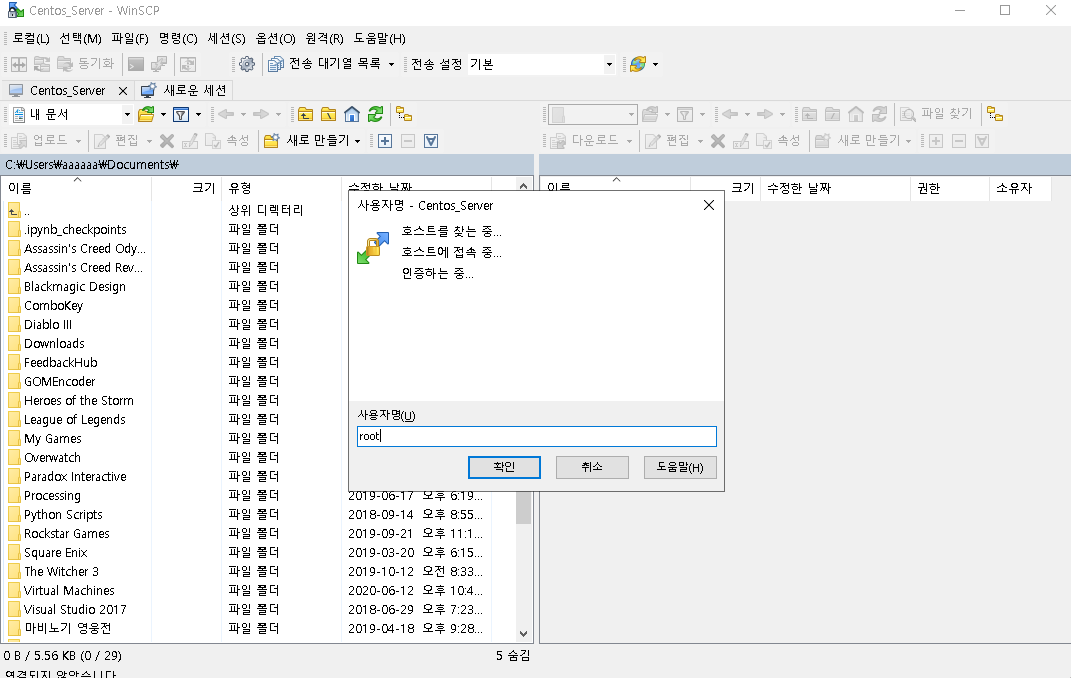 Centos_Server - WinSCP
로컬(L) 선택(M) 파일(F) 명령(C) 세션(S) 옵션(O) 원격(R) 도움말(H)
동기화 전송 대기열 목록 전송 설정 기본
Centos_Server 새로운 세션
내 문서 파일 찾기
업로드 편집 속성 새로 만들기 다운로드 편집 속성 새로 만들기
C:₩Users₩aaaaaa₩Documents₩
이름 크기 유형 수정한 날짜 이름 크기 수정한 날짜 권한 소유자
.. 상위 디렉터리
.ipynb_checkpoints 파일 폴더
Assassin's Creed Ody... 파일 폴더
Assassin's Creed Rev... 파일 폴더
Blackmagic Design 파일 폴더
ComboKey 파일 폴더
Diablo III 파일 폴더
Downloads 파일 폴더
FeedbackHub 파일 폴더
GOMEncoder 파일 폴더
Heroes of the Storm 파일 폴더
League of Legends 파일 폴더
My Games 파일 폴더
Overwatch 파일 폴더
Paradox Interactive 파일 폴더
Processing 파일 폴더 2019-06-17 오후 6:19...
Python Scripts 파일 폴더 2018-09-14 오후 8:55...
Rockstar Games 파일 폴더 2019-09-21 오후 11:1...
Square Enix 파일 폴더 2019-03-20 오후 6:15...
The Witcher 3 파일 폴더 2019-10-12 오전 8:33...
Virtual Machines 파일 폴더 2020-06-12 오후 10:4...
Visual Studio 2017 파일 폴더 2018-06-29 오후 7:23...
마비노기 영웅전 파일 폴더 2019-04-18 오후 9:28...
사용자명 - Centos_Server
호스트를 찾는 중...
호스트에 접속 중...
인증하는 중...
사용자명(U)
root
확인 취소 도움말(H)
0 B / 5.56 KB (0 / 29) 5 숨김
연결되지 않았습니다